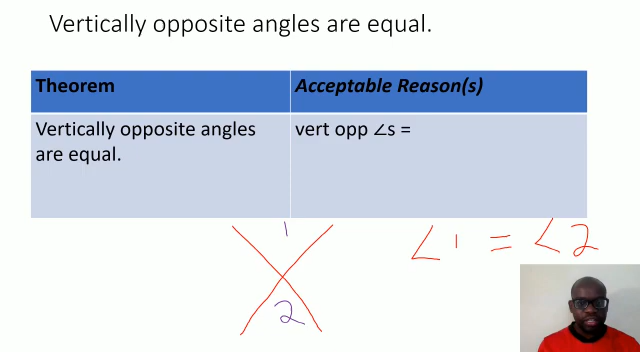 Vertically opposite angles are equal.
Theorem
Acceptable Reason(s)
Vertically opposite angles
are equal.
vert opp ∠s =
1
∠1 = ∠2
2